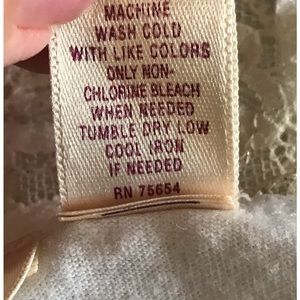 MACHINE
WASH COLD
WITH LIKE COLORS
ONLY NON-
CHLORINE BLEACH
WHEN NEEDED
TUMBLE DRY LOW
COOL IRON
IF NEEDED
RN 75654